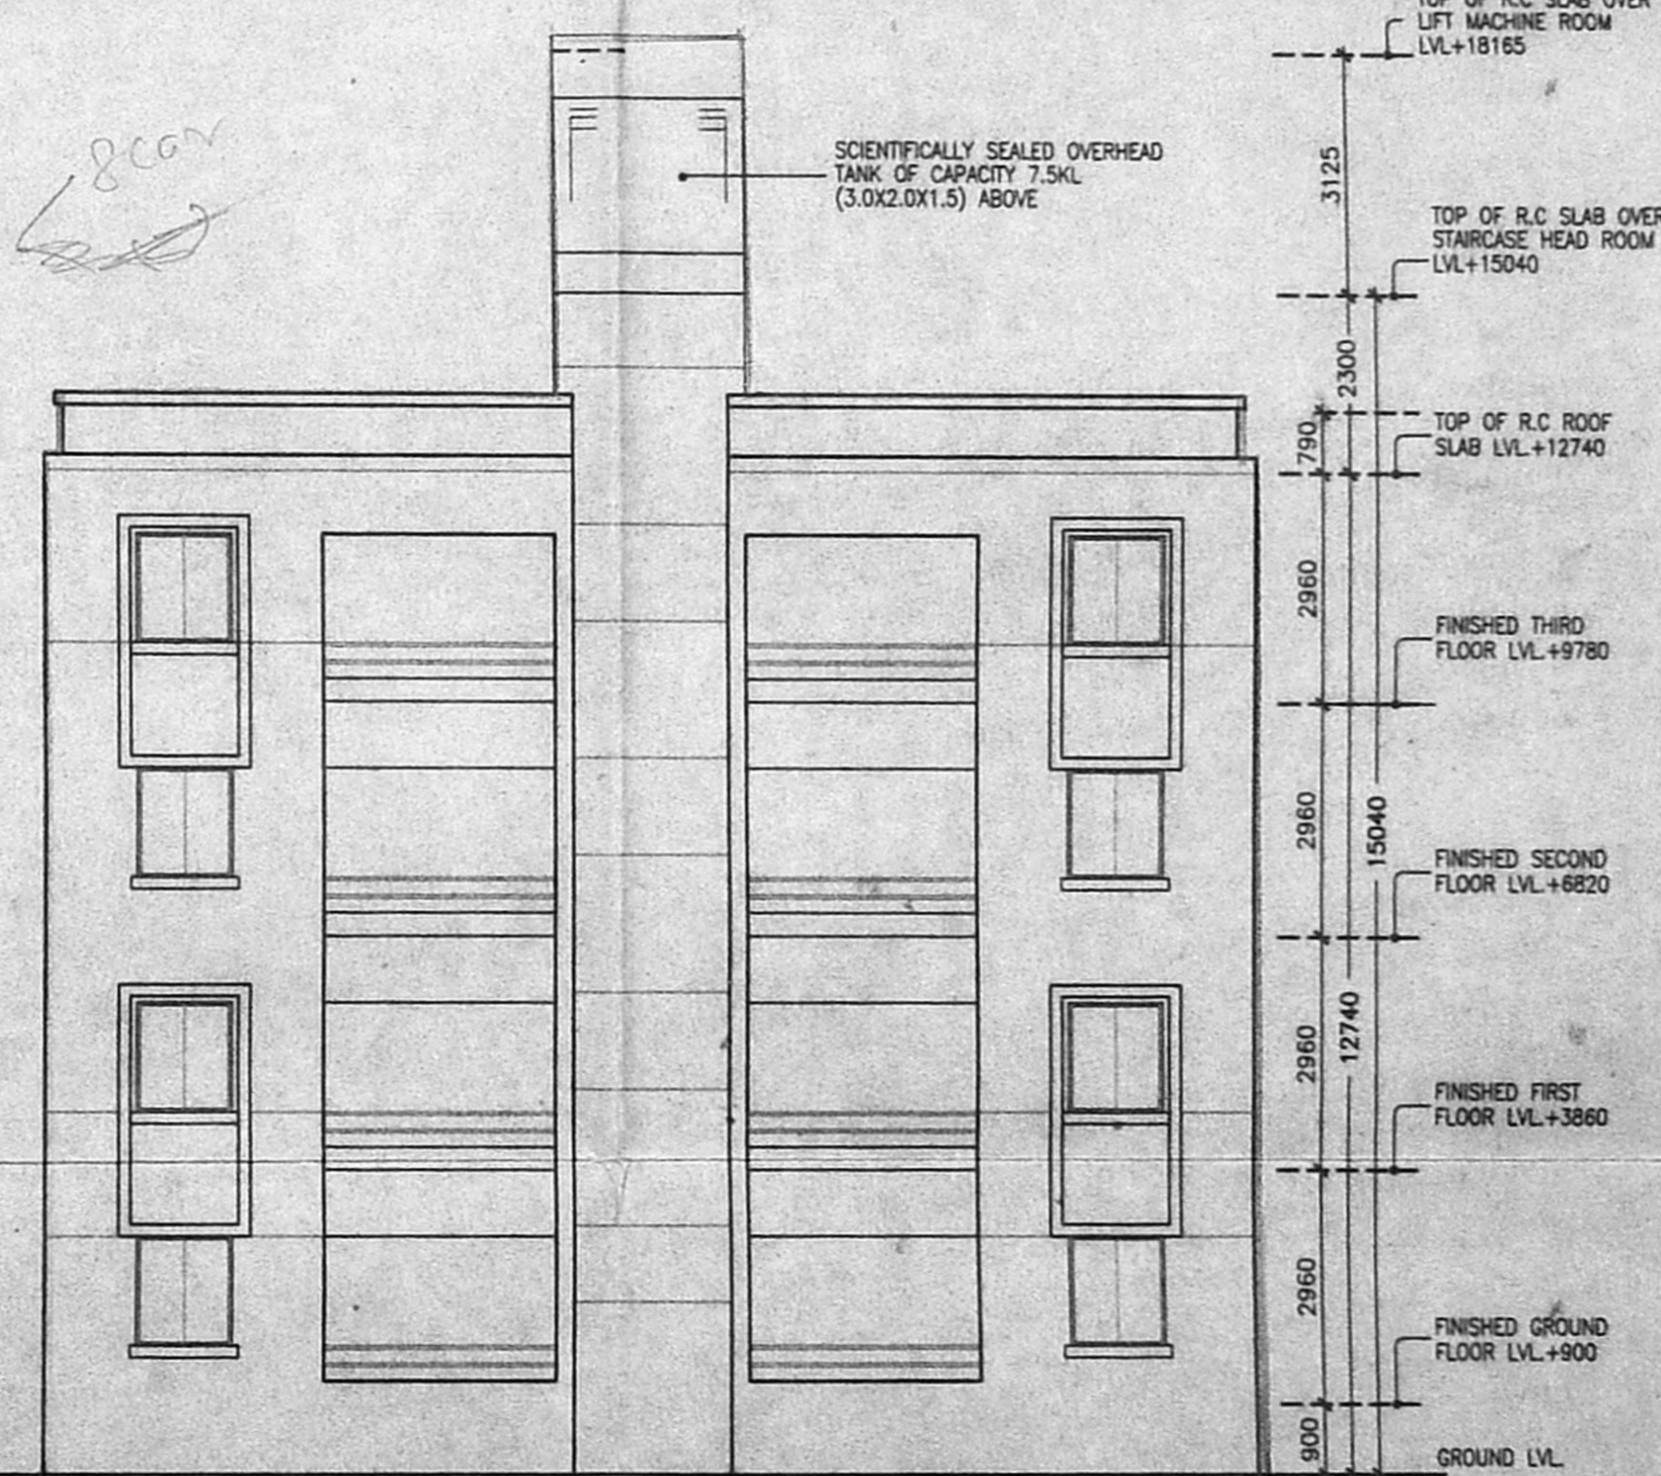 TOP OF R.C SLAB OVER
LIFT MACHINE ROOM
LVL+18165
scan
SCIENTIFICALLY SEALED OVERHEAD
TANK OF CAPACITY 7.5KL
(3.0X2.0X1.5) ABOVE
3125
TOP OF R.C SLAB OVER
STAIRCASE HEAD ROOM
LVL+15040
2300
790
TOP OF R.C ROOF
SLAB LVL.+12740
2960
FINISHED THIRD
FLOOR LVL.+9780
2960
15040
FINISHED SECOND
FLOOR LVL.+6820
2960
12740
FINISHED FIRST
FLOOR LVL.+3860
2960
FINISHED GROUND
FLOOR LVL.+900
900
GROUND LVL.